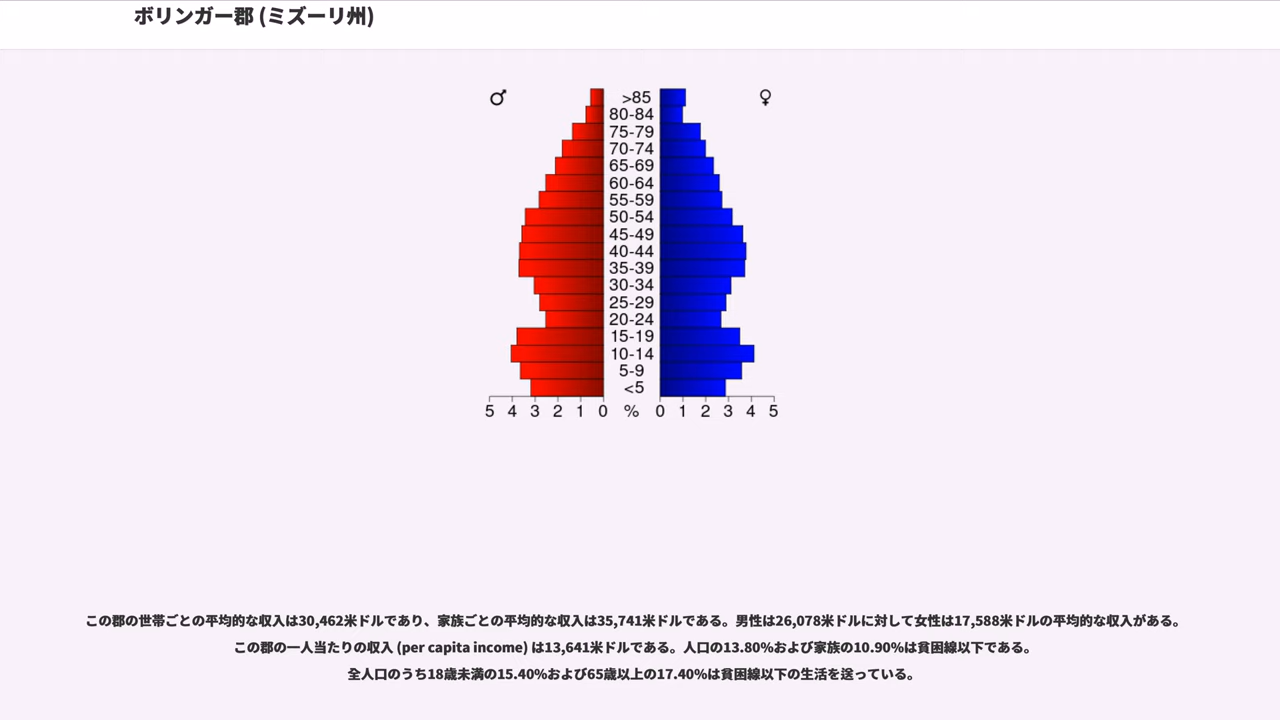 ボリンガー郡 (ミズーリ州)
♂ >85 ♀
80-84
75-79
70-74
65-69
60-64
55-59
50-54
45-49
40-44
35-39
30-34
25-29
20-24
15-19
10-14
5-9
<5
5 4 3 2 1 0 % 0 1 2 3 4 5
この郡の世帯ごとの平均的な収入は30,462米ドルであり、家族ごとの平均的な収入は35,741米ドルである。男性は26,078米ドルに対して女性は17,588米ドルの平均的な収入がある。
この郡の一人当たりの収入 (per capita income) は13,641米ドルである。人口の13.80%および家族の10.90%は貧困線以下である。
全人口のうち18歳未満の15.40%および65歳以上の17.40%は貧困線以下の生活を送っている。